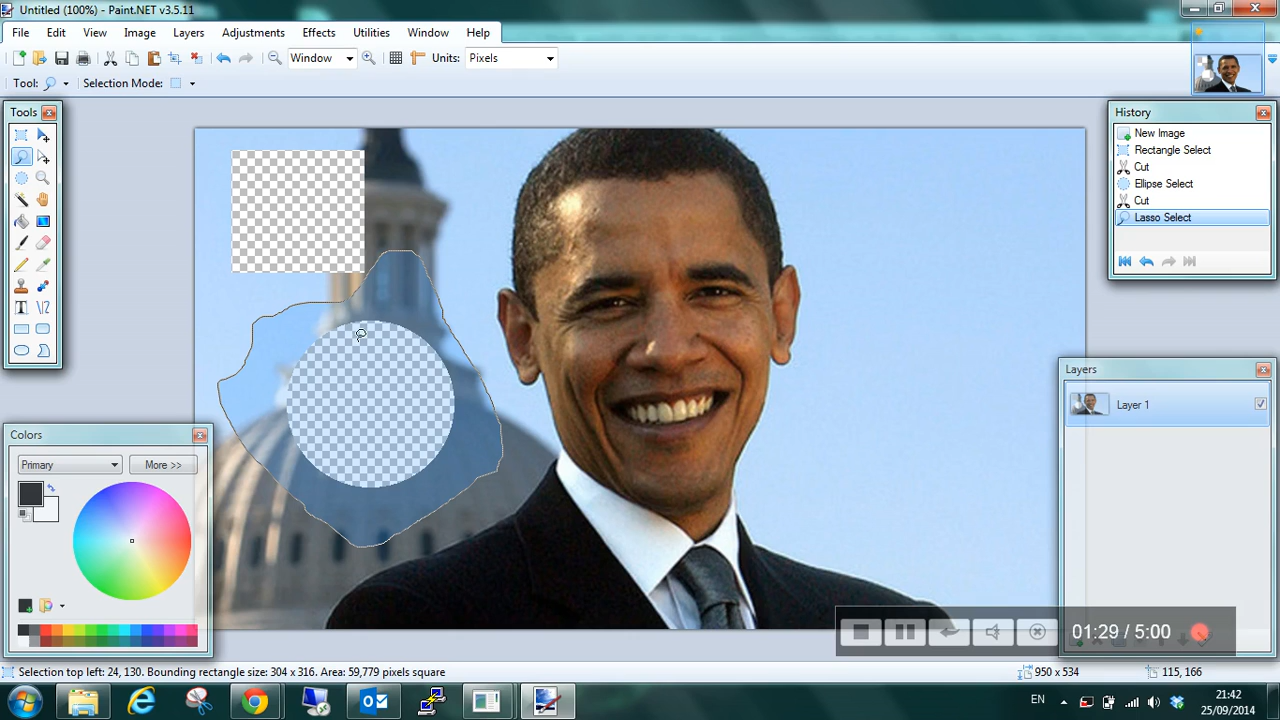 Untitled (100%) - Paint.NET v3.5.11
File Edit View Image Layers Adjustments Effects Utilities Window Help
Window Units: Pixels
Tool: Selection Mode:
Tools
History
New Image
Rectangle Select
Cut
Ellipse Select
Cut
Lasso Select
Layers
Layer 1
Colors
Primary More >>
01:29 / 5:00
Selection top left: 24, 130. Bounding rectangle size: 304 x 316. Area: 59,779 pixels square 950 x 534 115, 166
EN 21:42
25/09/2014